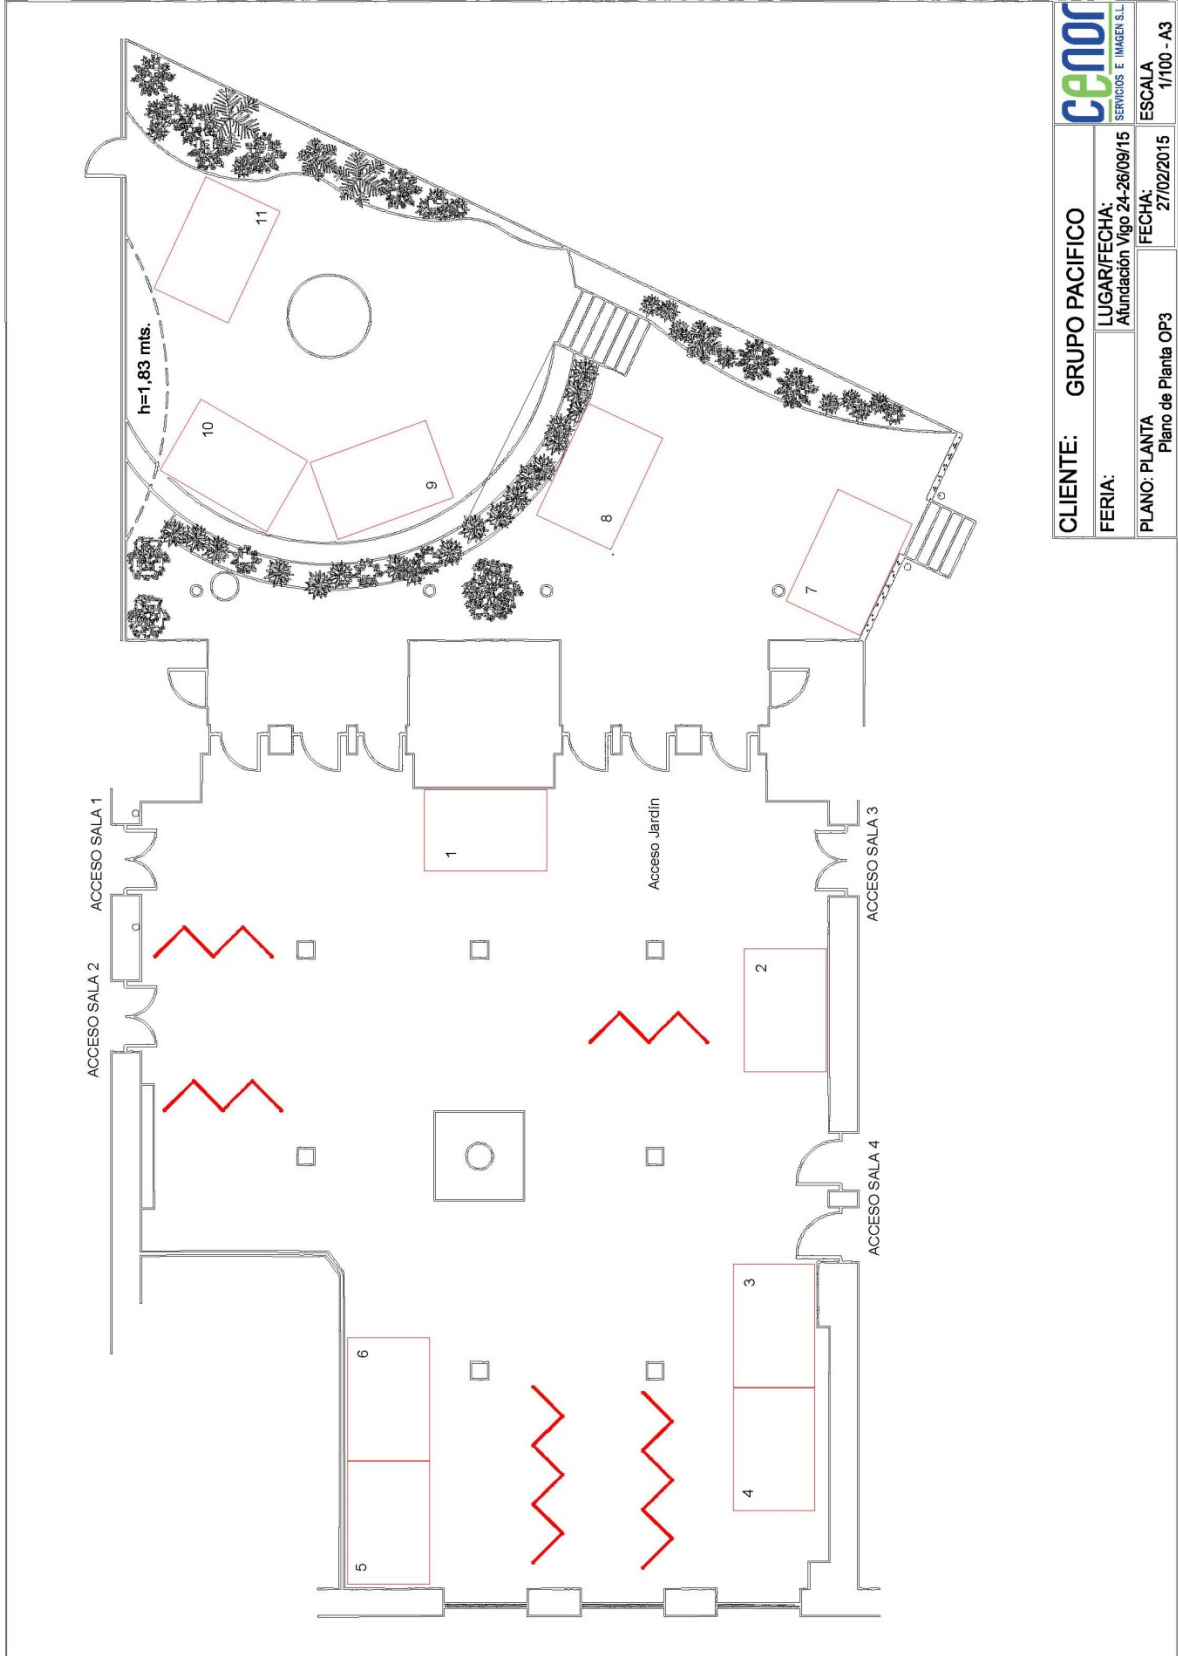 ACCESO SALA 1
ACCESO SALA 2
ACCESO SALA 3
ACCESO SALA 4
Acceso Jardín
h=1,83 mts.
1
2
3
4
5
6
7
8
9
10
11
CLIENTE: GRUPO PACIFICO
FERIA:
LUGAR/FECHA:
Afundación Vigo 24-26/09/15
PLANO: PLANTA
Plano de Planta OP3
FECHA:
27/02/2015
ESCALA
1/100 - A3
cenor
SERVICIOS E IMAGEN S.L.